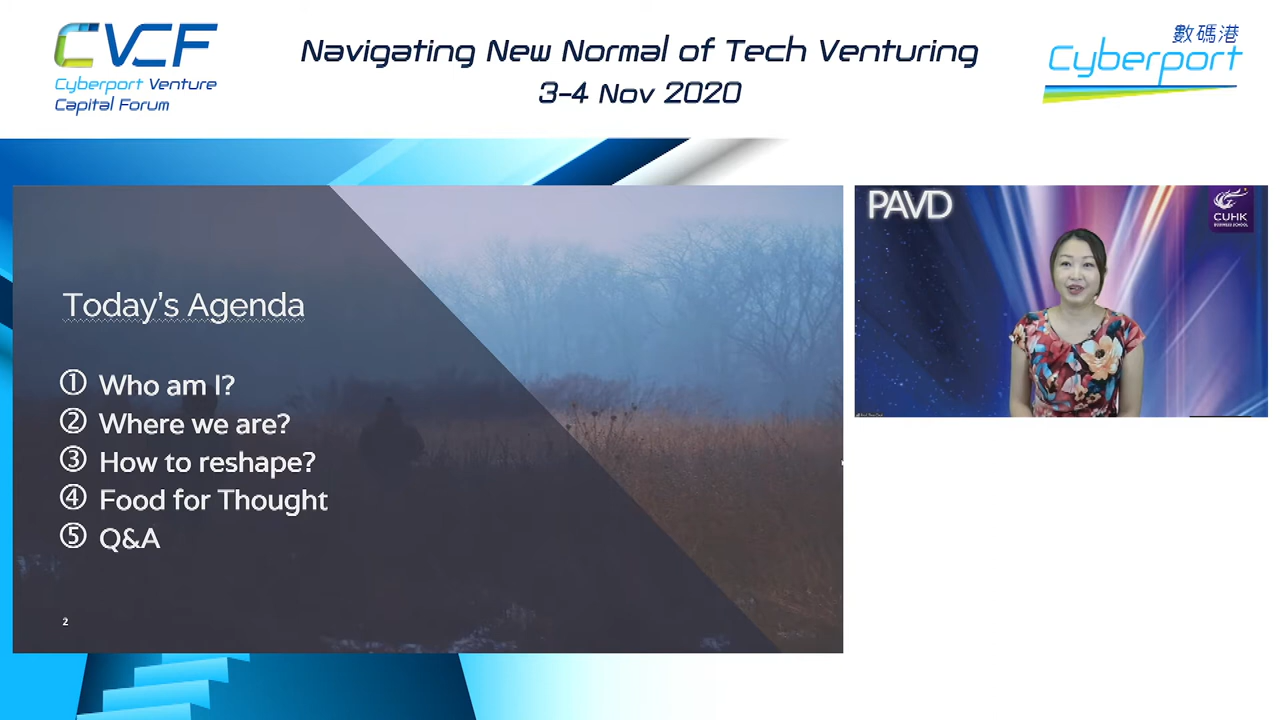 CVCF
Cyberport Venture
Capital Forum
Navigating New Normal of Tech Venturing
3-4 Nov 2020
數碼港
Cyberport
Today's Agenda
① Who am I?
② Where we are?
③ How to reshape?
④ Food for Thought
⑤ Q&A
2
PAVD
CUHK
BUSINESS SCHOOL